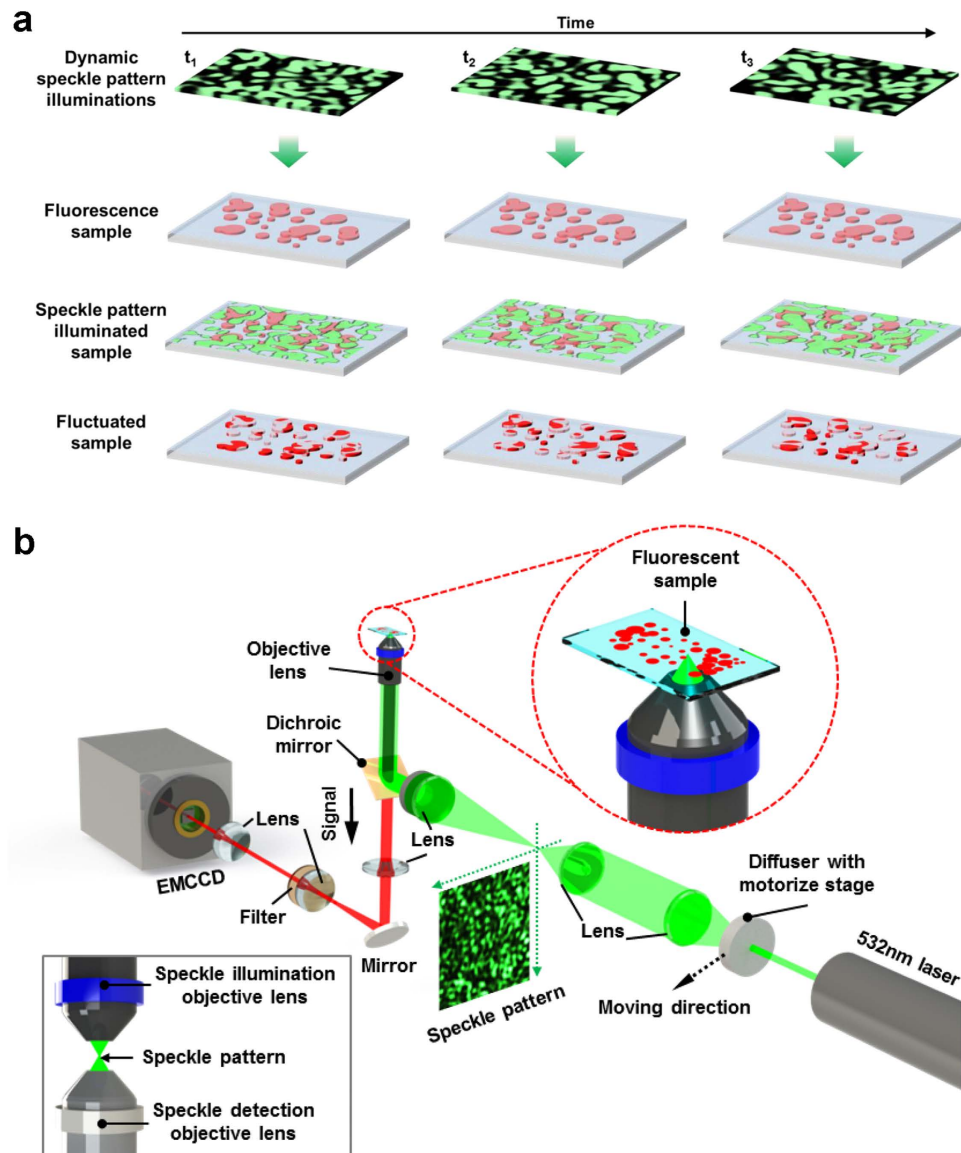 a
Time
Dynamic
speckle pattern
illuminations
t1
t2
t3
Fluorescence
sample
Speckle pattern
illuminated
sample
Fluctuated
sample
b
Fluorescent
sample
Objective
lens
Dichroic
mirror
Signal
Lens
Lens
EMCCD
Filter
Mirror
Speckle pattern
Lens
Diffuser with
motorize stage
532nm laser
Moving direction
Speckle illumination
objective lens
Speckle pattern
Speckle detection
objective lens